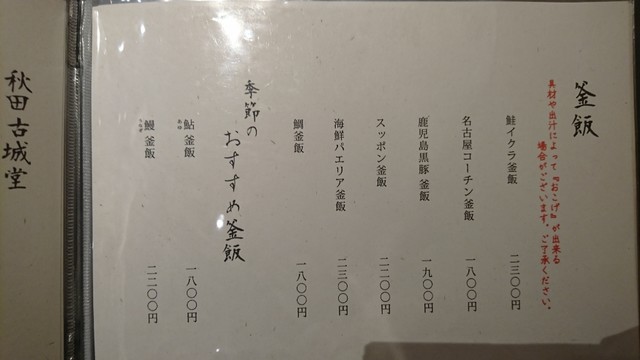 釜飯
具材や出汁によって『おこげ』が出来る
場合がございます。ご了承ください。
鮭イクラ釜飯 二三〇〇円
名古屋コーチン釜飯 一八〇〇円
鹿児島黒豚 釜飯 一九〇〇円
スッポン釜飯 二二〇〇円
海鮮パエリア釜飯 二三〇〇円
鯛釜飯 一八〇〇円
季節の
おすすめ釜飯
鮎釜飯 一八〇〇円
あゆ
鰻釜飯 二二〇〇円
うなぎ
秋田古城堂